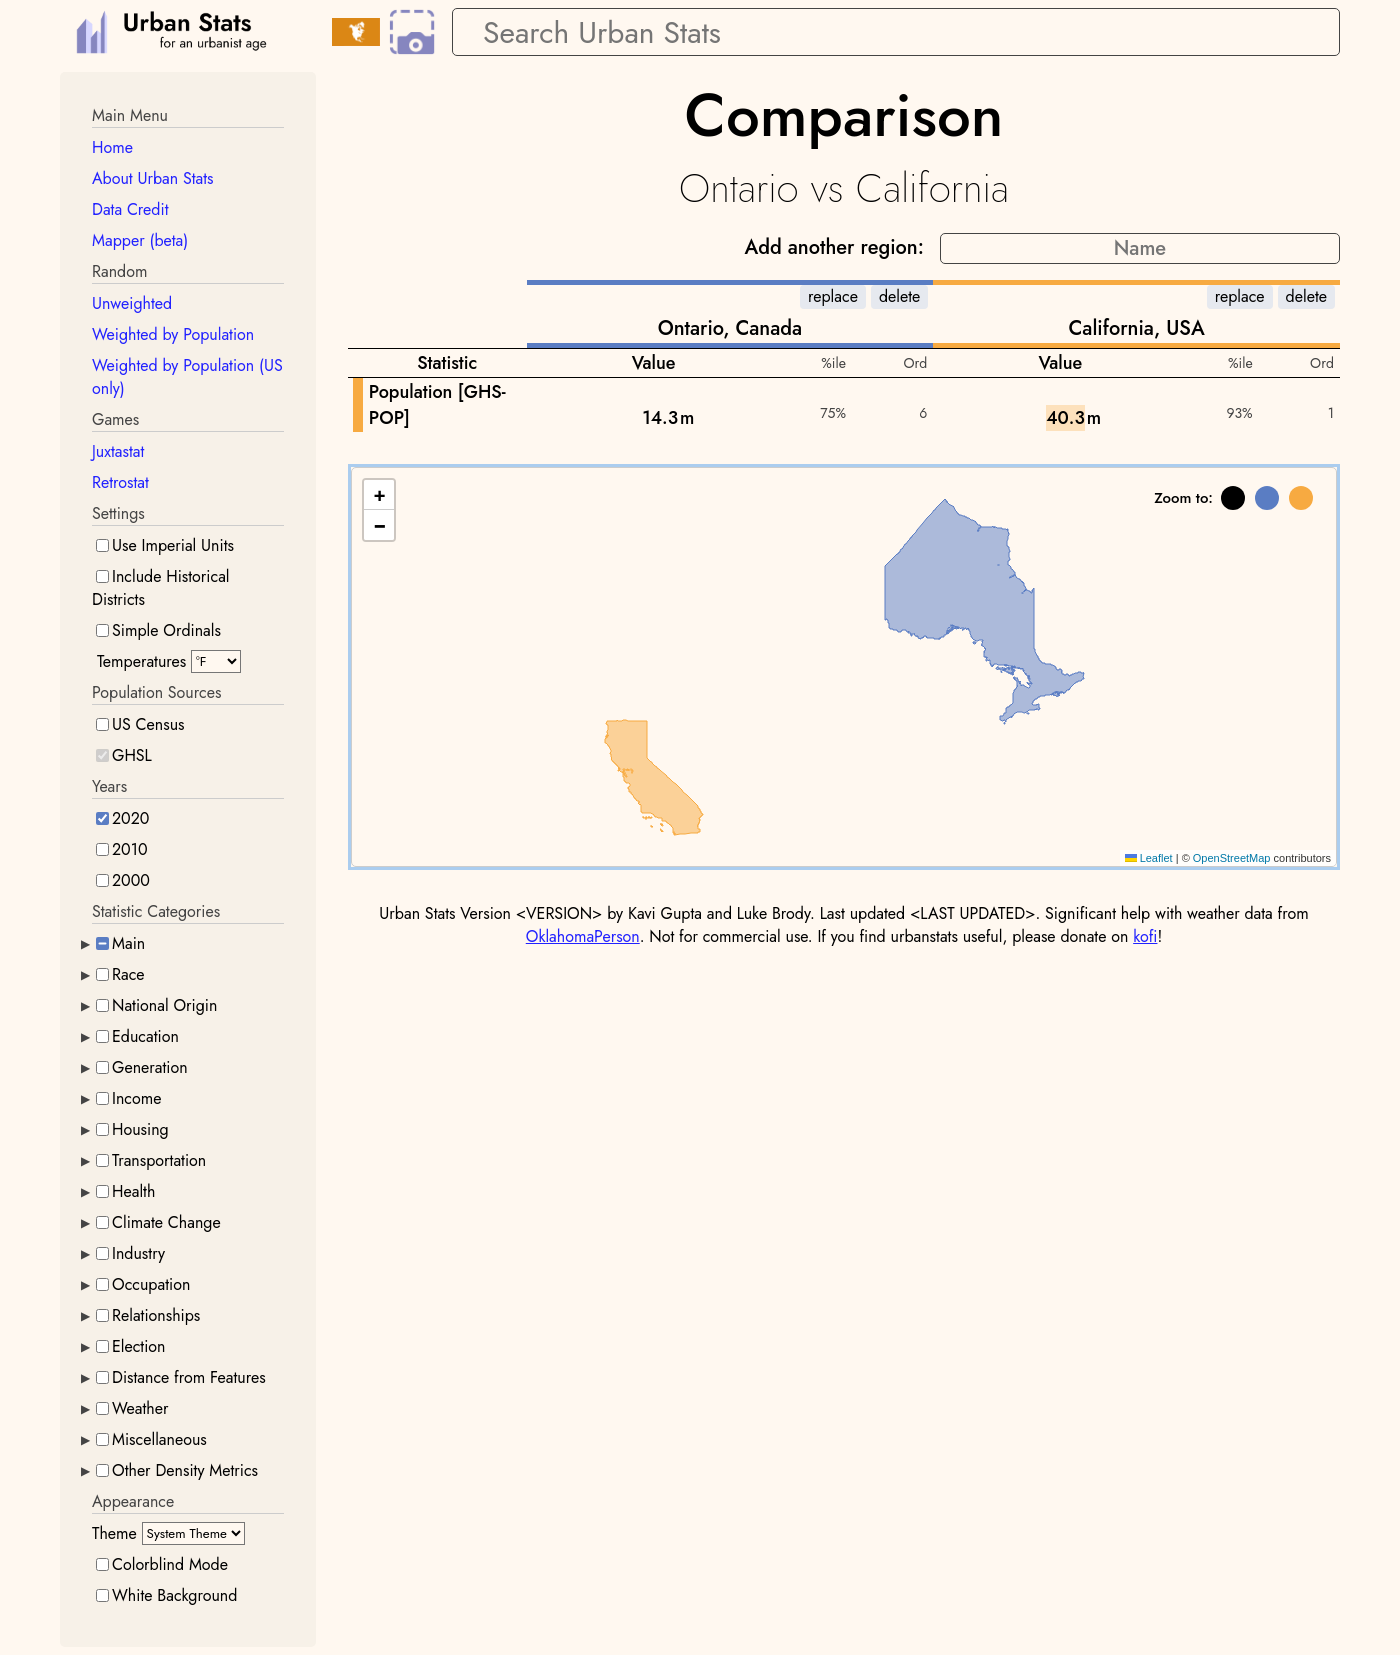 Urban Stats
for an urbanist age
Search Urban Stats
Main Menu
Home
About Urban Stats
Data Credit
Mapper (beta)
Random
Unweighted
Weighted by Population
Weighted by Population (US
only)
Games
Juxtastat
Retrostat
Settings
Use Imperial Units
Include Historical
Districts
Simple Ordinals
Temperatures °F
Population Sources
US Census
GHSL
Years
2020
2010
2000
Statistic Categories
Main
Race
National Origin
Education
Generation
Income
Housing
Transportation
Health
Climate Change
Industry
Occupation
Relationships
Election
Distance from Features
Weather
Miscellaneous
Other Density Metrics
Appearance
Theme System Theme
Colorblind Mode
White Background
Comparison
Ontario vs California
Add another region: Name
replace delete replace delete
Ontario, Canada California, USA
Statistic Value %ile Ord Value %ile Ord
Population [GHS-
POP] 14.3m 75% 6 40.3m 93% 1
+
−
Zoom to:
Leaflet | © OpenStreetMap contributors
Urban Stats Version <VERSION> by Kavi Gupta and Luke Brody. Last updated <LAST UPDATED>. Significant help with weather data from
OklahomaPerson. Not for commercial use. If you find urbanstats useful, please donate on kofi!